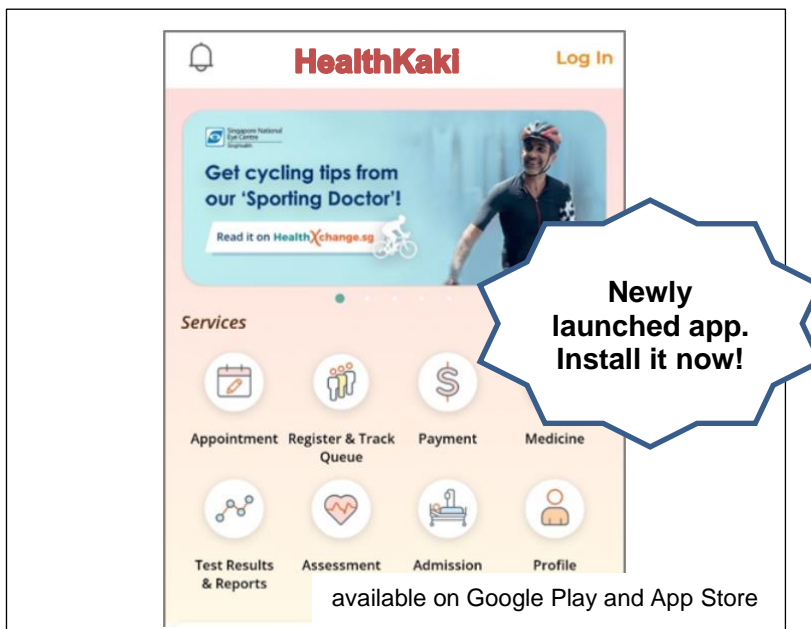 HealthKaki
Log In
Singapore National
Eye Centre
SingHealth
Get cycling tips from
our 'Sporting Doctor'!
Read it on HealthXchange.sg
Newly
launched app.
Install it now!
Services
Appointment
Register & Track
Queue
Payment
Medicine
Test Results
& Reports
Assessment
Admission
Profile
available on Google Play and App Store